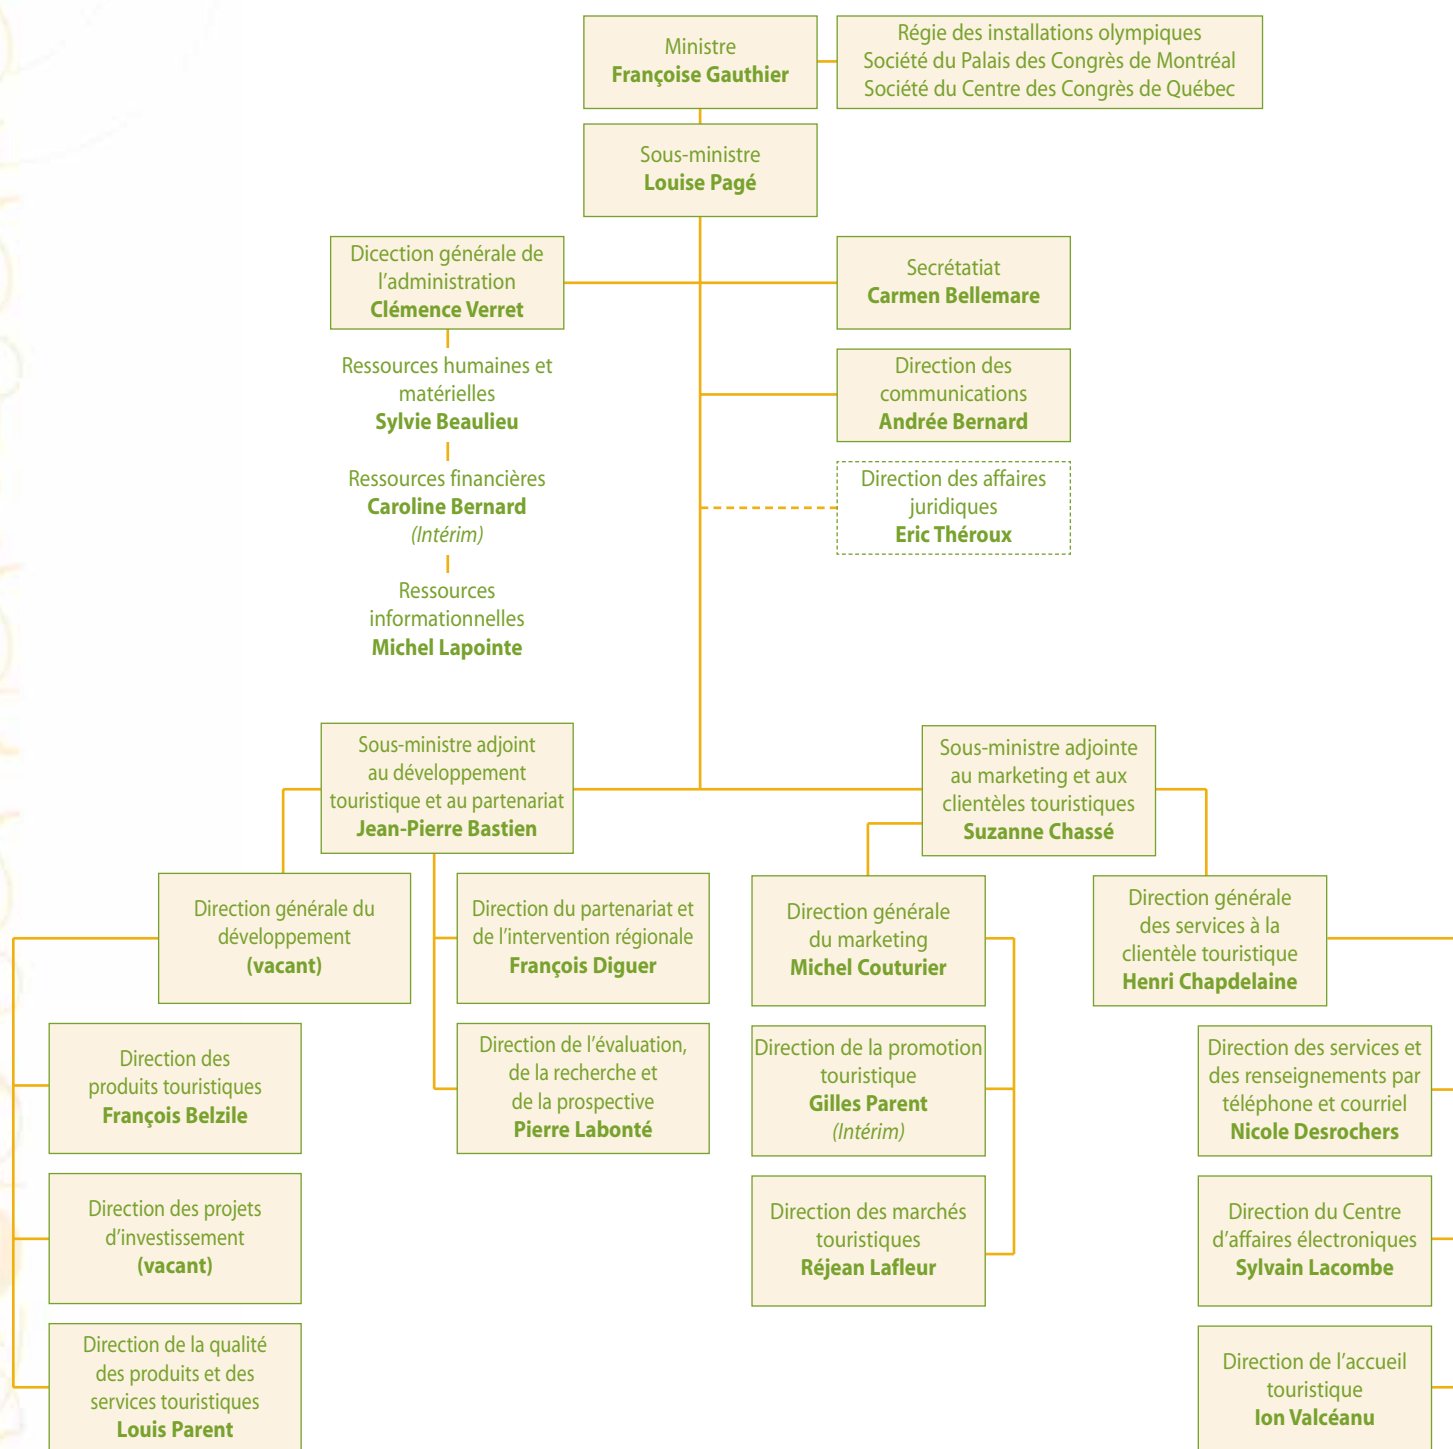 Ministre
Françoise Gauthier
Régie des installations olympiques
Société du Palais des Congrès de Montréal
Société du Centre des Congrès de Québec
Sous-ministre
Louise Pagé
Dicection générale de
l'administration
Clémence Verret
Secrétatiat
Carmen Bellemare
Ressources humaines et
matérielles
Sylvie Beaulieu
Direction des
communications
Andrée Bernard
Ressources financières
Caroline Bernard
(Intérim)
Direction des affaires
juridiques
Eric Théroux
Ressources
informationnelles
Michel Lapointe
Sous-ministre adjoint
au développement
touristique et au partenariat
Jean-Pierre Bastien
Sous-ministre adjointe
au marketing et aux
clientèles touristiques
Suzanne Chassé
Direction générale du
développement
(vacant)
Direction du partenariat et
de l'intervention régionale
François Diguer
Direction générale
du marketing
Michel Couturier
Direction générale
des services à la
clientèle touristique
Henri Chapdelaine
Direction des
produits touristiques
François Belzile
Direction de l'évaluation,
de la recherche et
de la prospective
Pierre Labonté
Direction de la promotion
touristique
Gilles Parent
(Intérim)
Direction des services et
des renseignements par
téléphone et courriel
Nicole Desrochers
Direction des projets
d'investissement
(vacant)
Direction des marchés
touristiques
Réjean Lafleur
Direction du Centre
d'affaires électroniques
Sylvain Lacombe
Direction de la qualité
des produits et des
services touristiques
Louis Parent
Direction de l'accueil
touristique
Ion Valcéanu